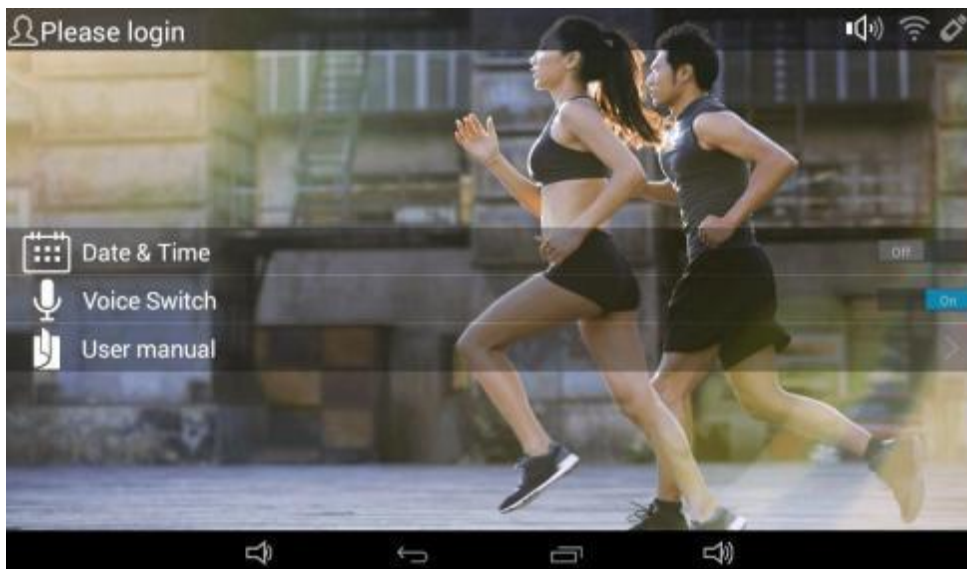 Please login
Date & Time
Off
Voice Switch
On
User manual